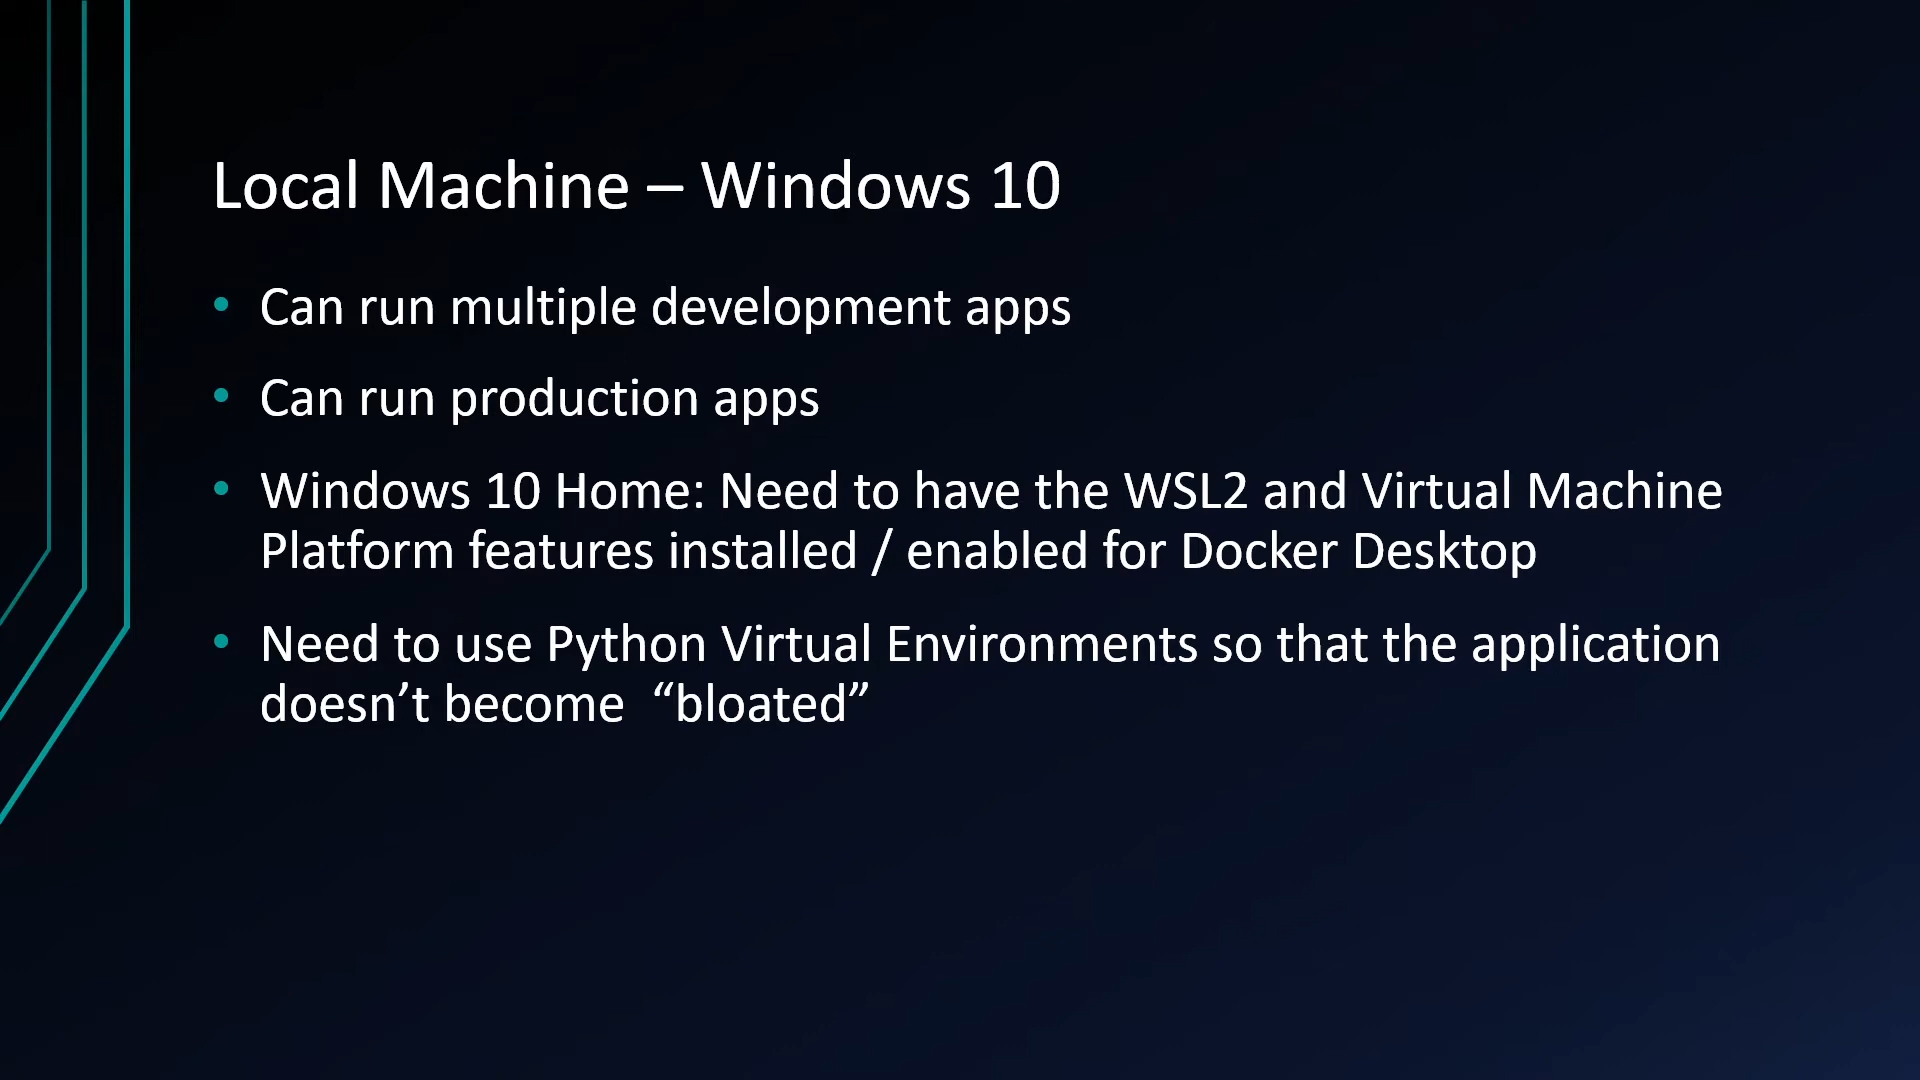 Local Machine – Windows 10
• Can run multiple development apps
• Can run production apps
• Windows 10 Home: Need to have the WSL2 and Virtual Machine
Platform features installed / enabled for Docker Desktop
• Need to use Python Virtual Environments so that the application
doesn’t become  “bloated”